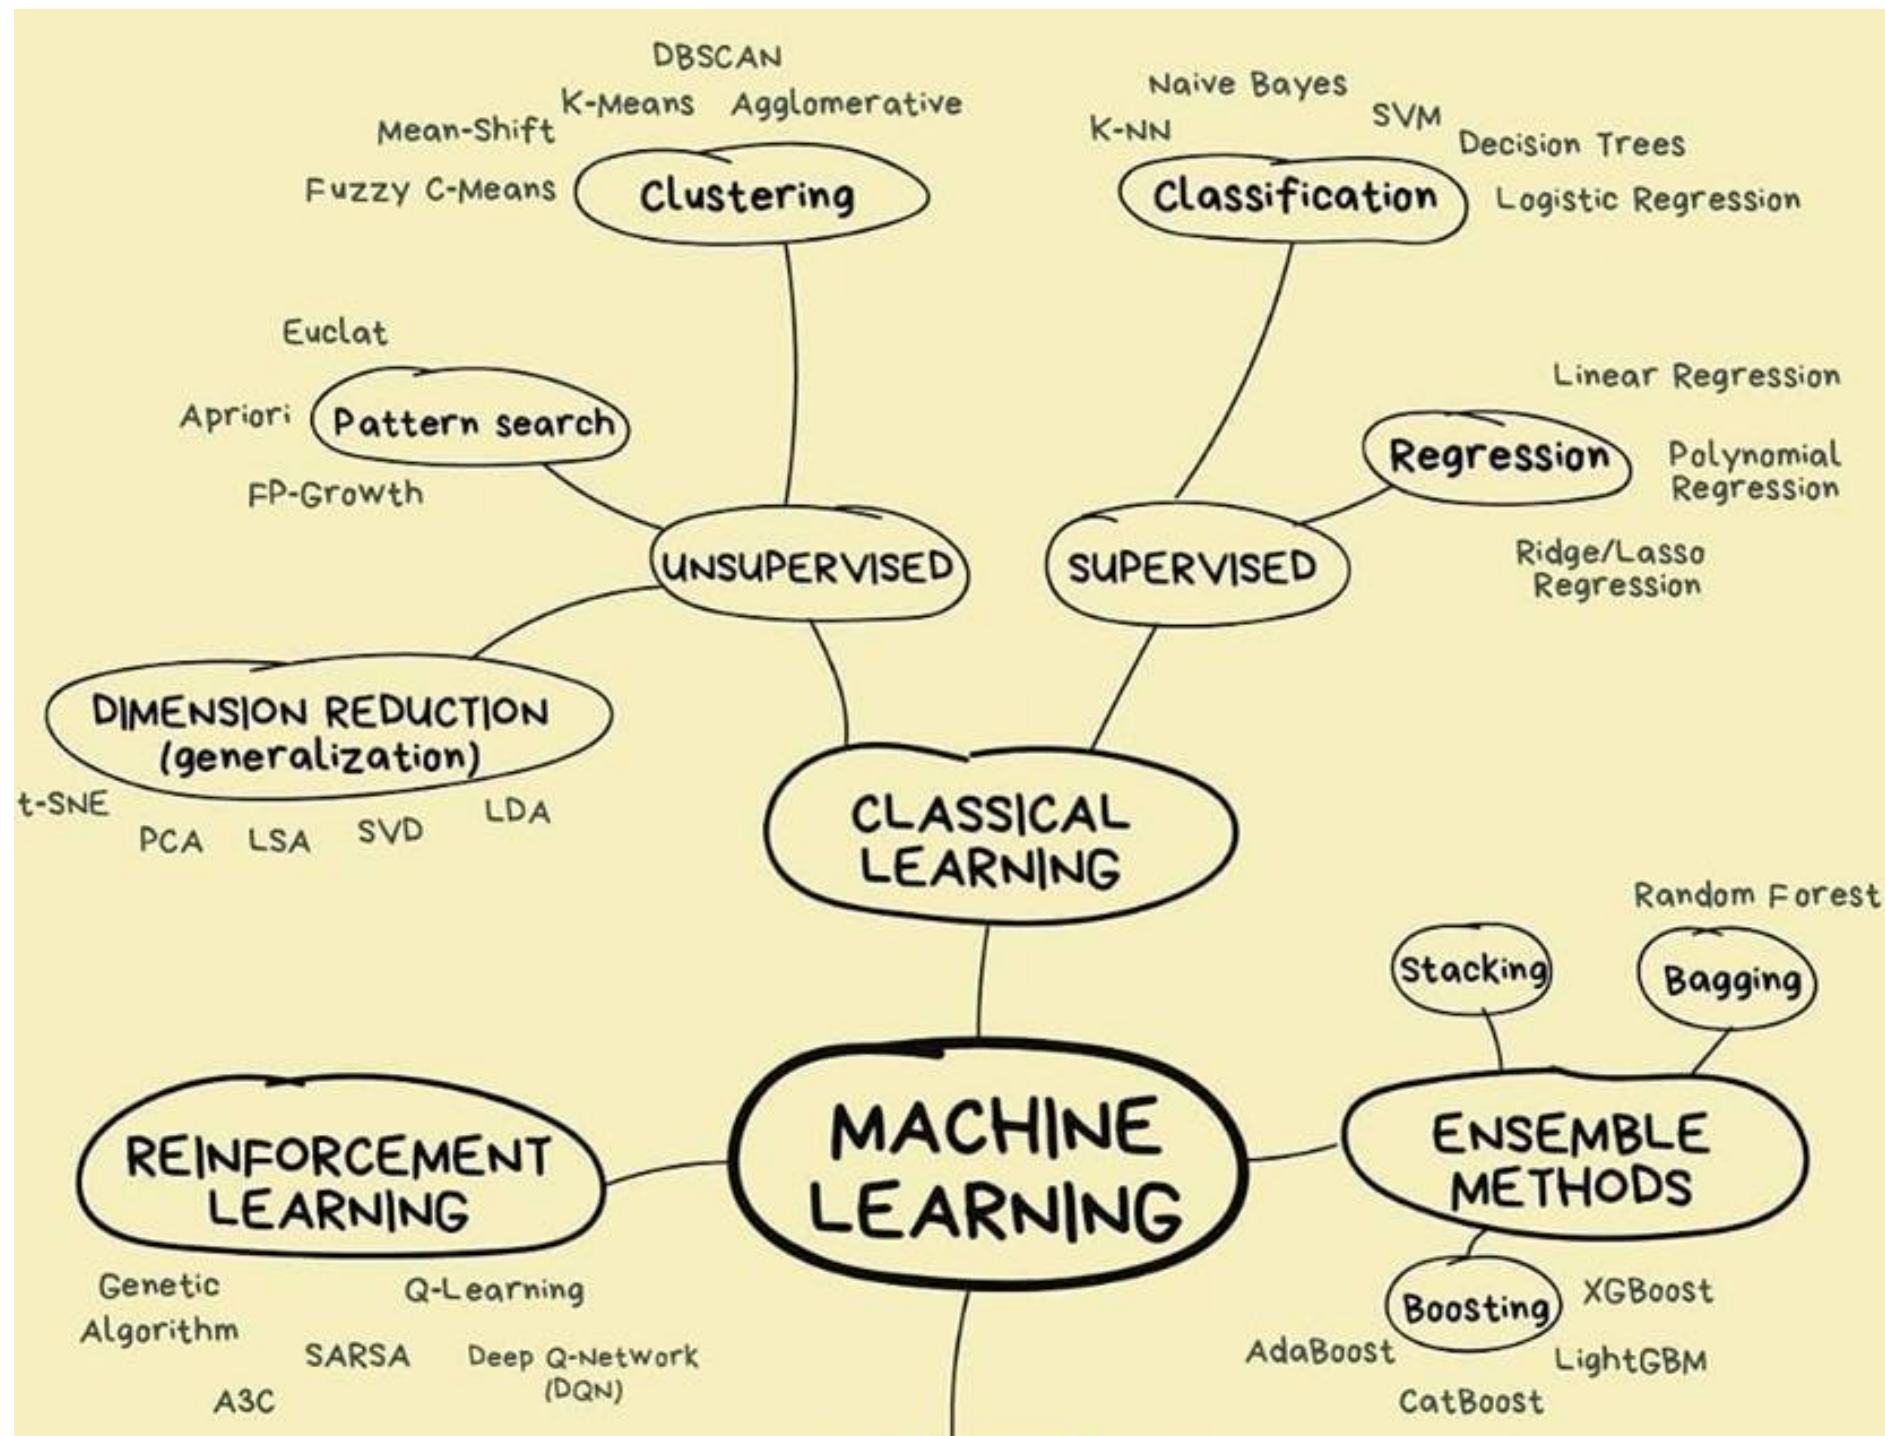 DBSCAN
K-Means
Agglomerative
Mean-Shift
Fuzzy C-Means
Clustering
Naive Bayes
K-NN
SVM
Decision Trees
Classification
Logistic Regression
Euclat
Apriori
Pattern search
FP-Growth
Linear Regression
Regression
Polynomial
Regression
Ridge/Lasso
Regression
UNSUPERVISED
SUPERVISED
DIMENSION REDUCTION
(generalization)
t-SNE
PCA
LSA
SVD
LDA
CLASSICAL
LEARNING
Random Forest
Stacking
Bagging
MACHINE
LEARNING
REINFORCEMENT
LEARNING
ENSEMBLE
METHODS
Genetic
Algorithm
Q-Learning
SARSA
Deep Q-Network
(DQN)
A3C
Boosting
XGBoost
AdaBoost
LightGBM
CatBoost